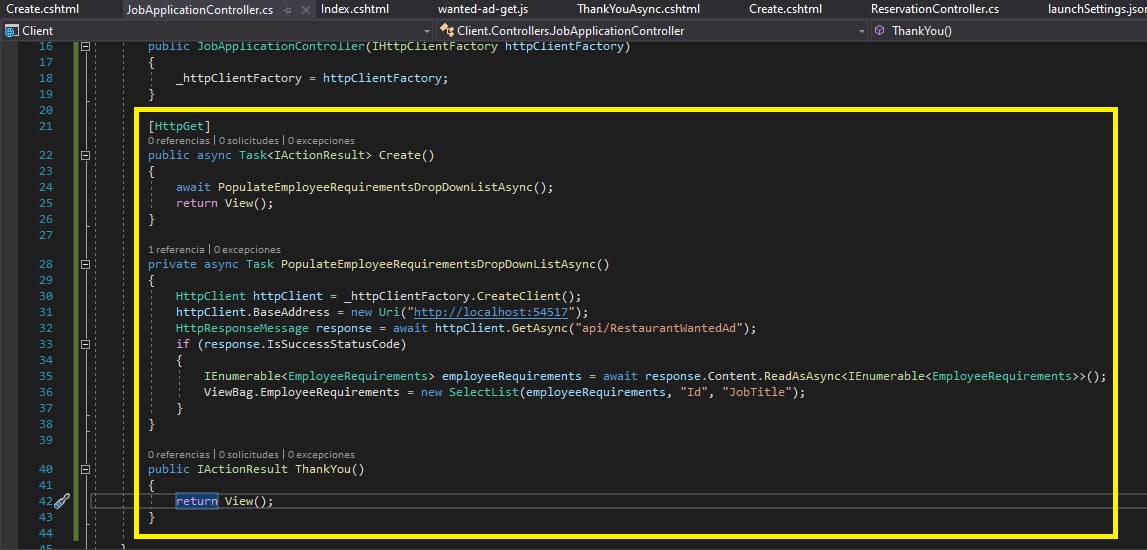 Create.cshtml JobApplicationController.cs Index.cshtml wanted-ad-get.js ThankYouAsync.cshtml Create.cshtml ReservationController.cs launchSettings.json
Client Client.Controllers.JobApplicationController ThankYou()
16 public JobApplicationController(IHttpClientFactory httpClientFactory)
17 {
18 _httpClientFactory = httpClientFactory;
19 }
20
21 [HttpGet]
0 referencias | 0 solicitudes | 0 excepciones
22 public async Task<IActionResult> Create()
23 {
24 await PopulateEmployeeRequirementsDropDownListAsync();
25 return View();
26 }
27
1 referencia | 0 excepciones
28 private async Task PopulateEmployeeRequirementsDropDownListAsync()
29 {
30 HttpClient httpClient = _httpClientFactory.CreateClient();
31 httpClient.BaseAddress = new Uri("http://localhost:54517");
32 HttpResponseMessage response = await httpClient.GetAsync("api/RestaurantWantedAd");
33 if (response.IsSuccessStatusCode)
34 {
35 IEnumerable<EmployeeRequirements> employeeRequirements = await response.Content.ReadAsAsync<IEnumerable<EmployeeRequirements>>();
36 ViewBag.EmployeeRequirements = new SelectList(employeeRequirements, "Id", "JobTitle");
37 }
38 }
39
0 referencias | 0 solicitudes | 0 excepciones
40 public IActionResult ThankYou()
41 {
42 return View();
43 }
44
45 }